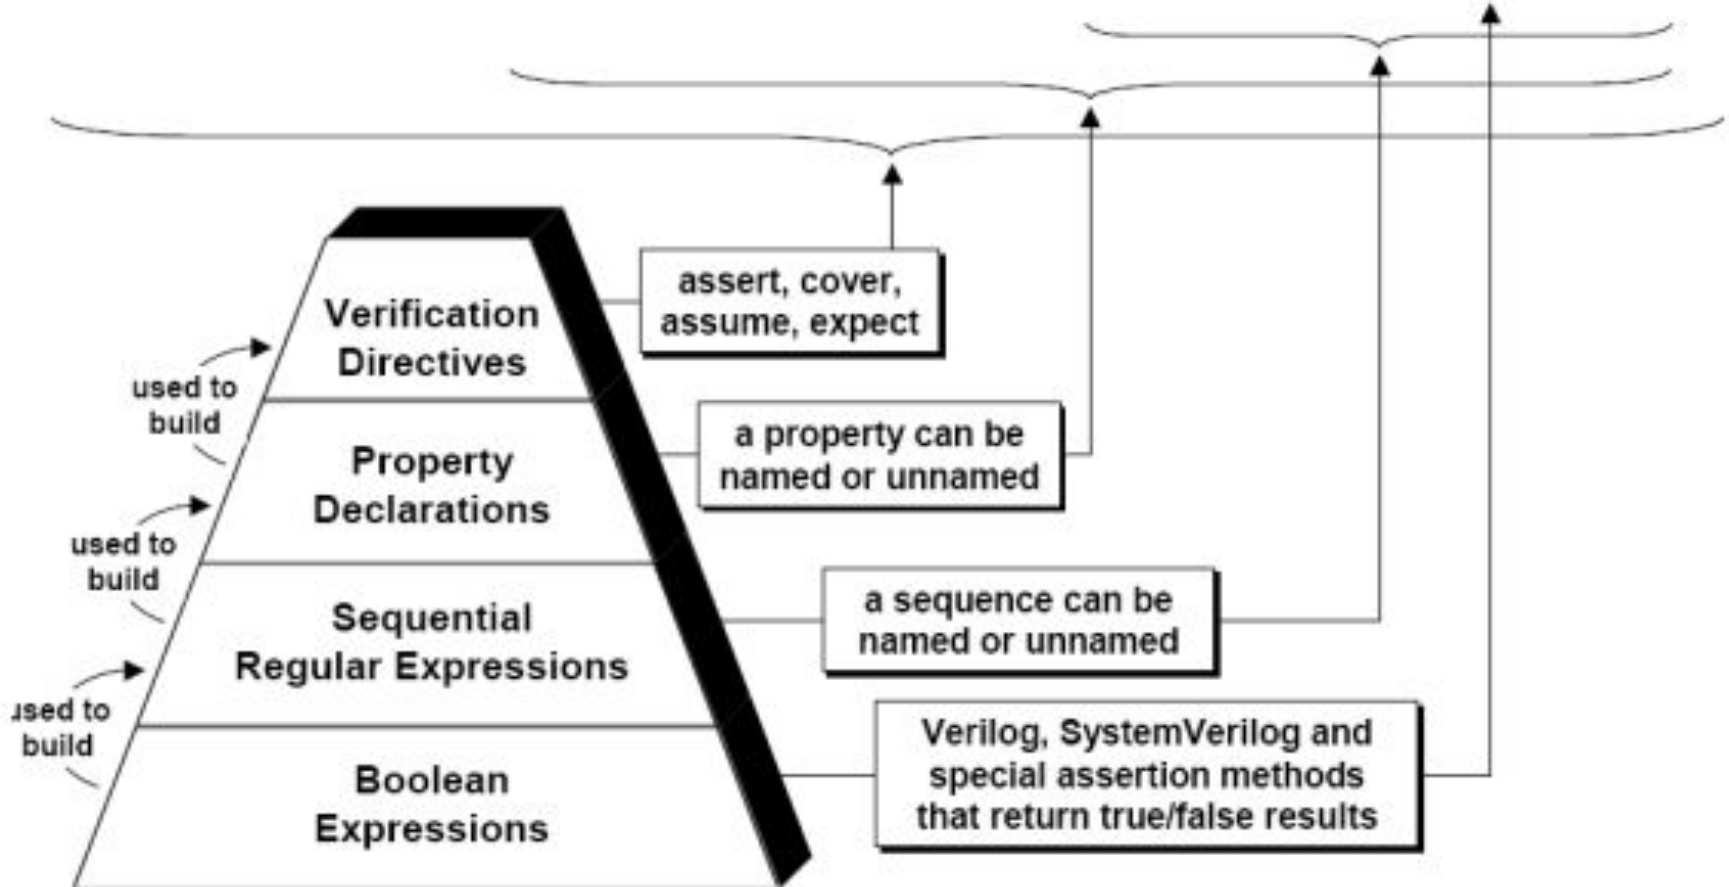 assert, cover,
assume, expect
Verification
Directives
used to
build
a property can be
named or unnamed
Property
Declarations
used to
build
a sequence can be
named or unnamed
Sequential
Regular Expressions
used to
build
Verilog, SystemVerilog and
special assertion methods
that return true/false results
Boolean
Expressions